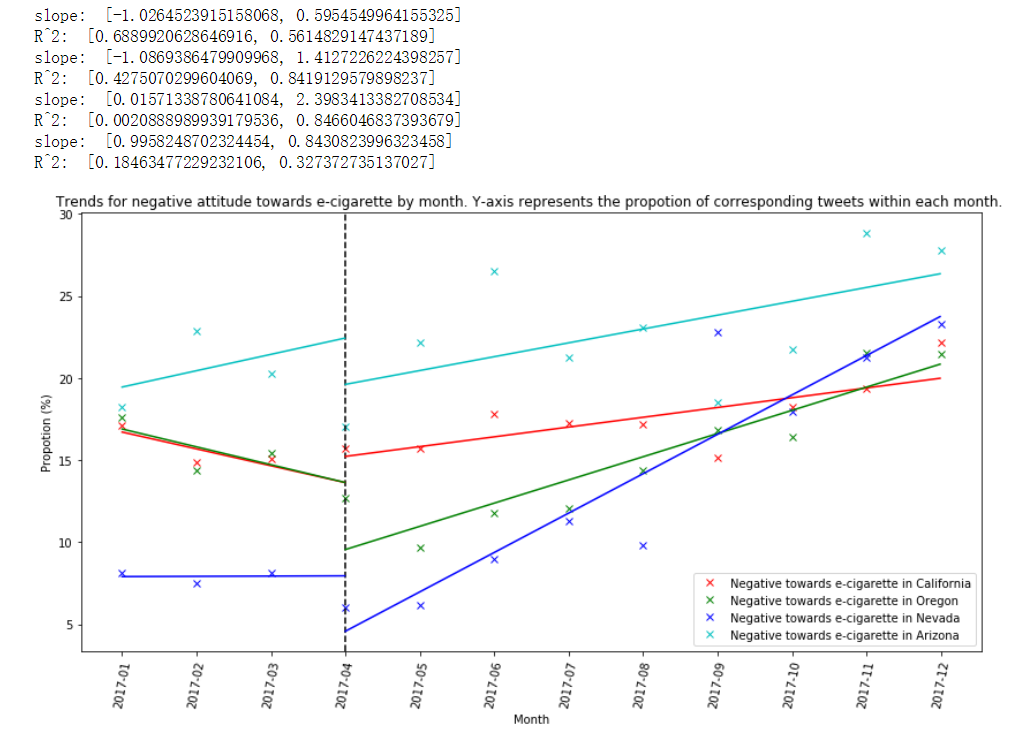 slope:  [-1.0264523915158068, 0.5954549964155325]
R^2:  [0.6889920628646916, 0.5614829147437189]
slope:  [-1.0869386479909968, 1.4127226224398257]
R^2:  [0.4275070299604069, 0.8419129579898237]
slope:  [0.01571338780641084, 2.3983413382708534]
R^2:  [0.0020888989939179536, 0.8466046837393679]
slope:  [0.9958248702324454, 0.8430823996323458]
R^2:  [0.18463477229232106, 0.327372735137027]
Trends for negative attitude towards e-cigarette by month. Y-axis represents the propotion of corresponding tweets within each month.
30
25
20
15
10
5
Propotion (%)
Negative towards e-cigarette in California
Negative towards e-cigarette in Oregon
Negative towards e-cigarette in Nevada
Negative towards e-cigarette in Arizona
2017-01
2017-02
2017-03
2017-04
2017-05
2017-06
2017-07
2017-08
2017-09
2017-10
2017-11
2017-12
Month